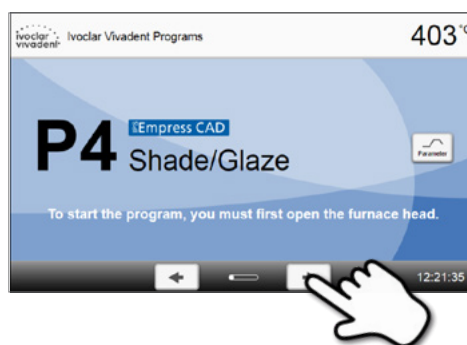 ivoclar
vivadent
Ivoclar Vivadent Programs
403 °C
P4
Empress CAD
Shade/Glaze
Parameter
To start the program, you must first open the furnace head.
12:21:35